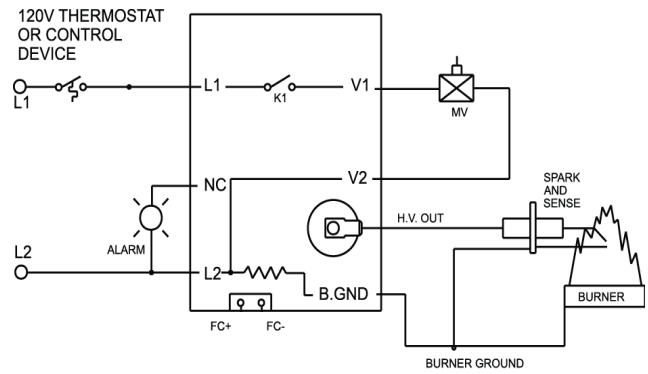 120V THERMOSTAT
OR CONTROL
DEVICE
L1
L1
K1
V1
MV
NC
V2
SPARK
AND
SENSE
H.V. OUT
ALARM
L2
L2
B.GND
BURNER
FC+
FC-
BURNER GROUND